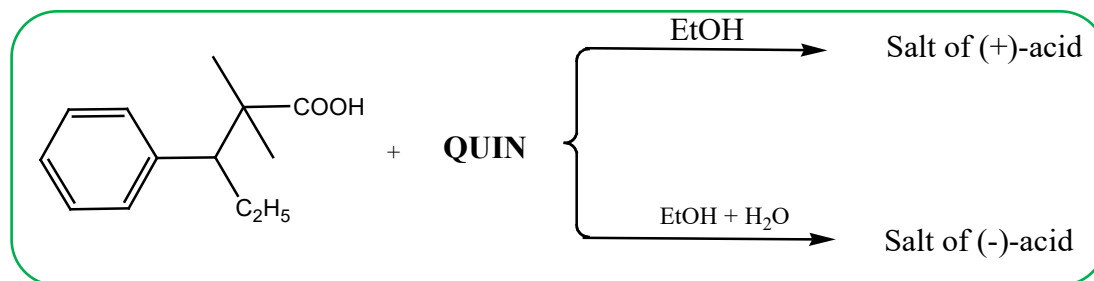 EtOH
Salt of (+)-acid
COOH
+ QUIN
C₂H₅
EtOH + H₂O
Salt of (-)-acid